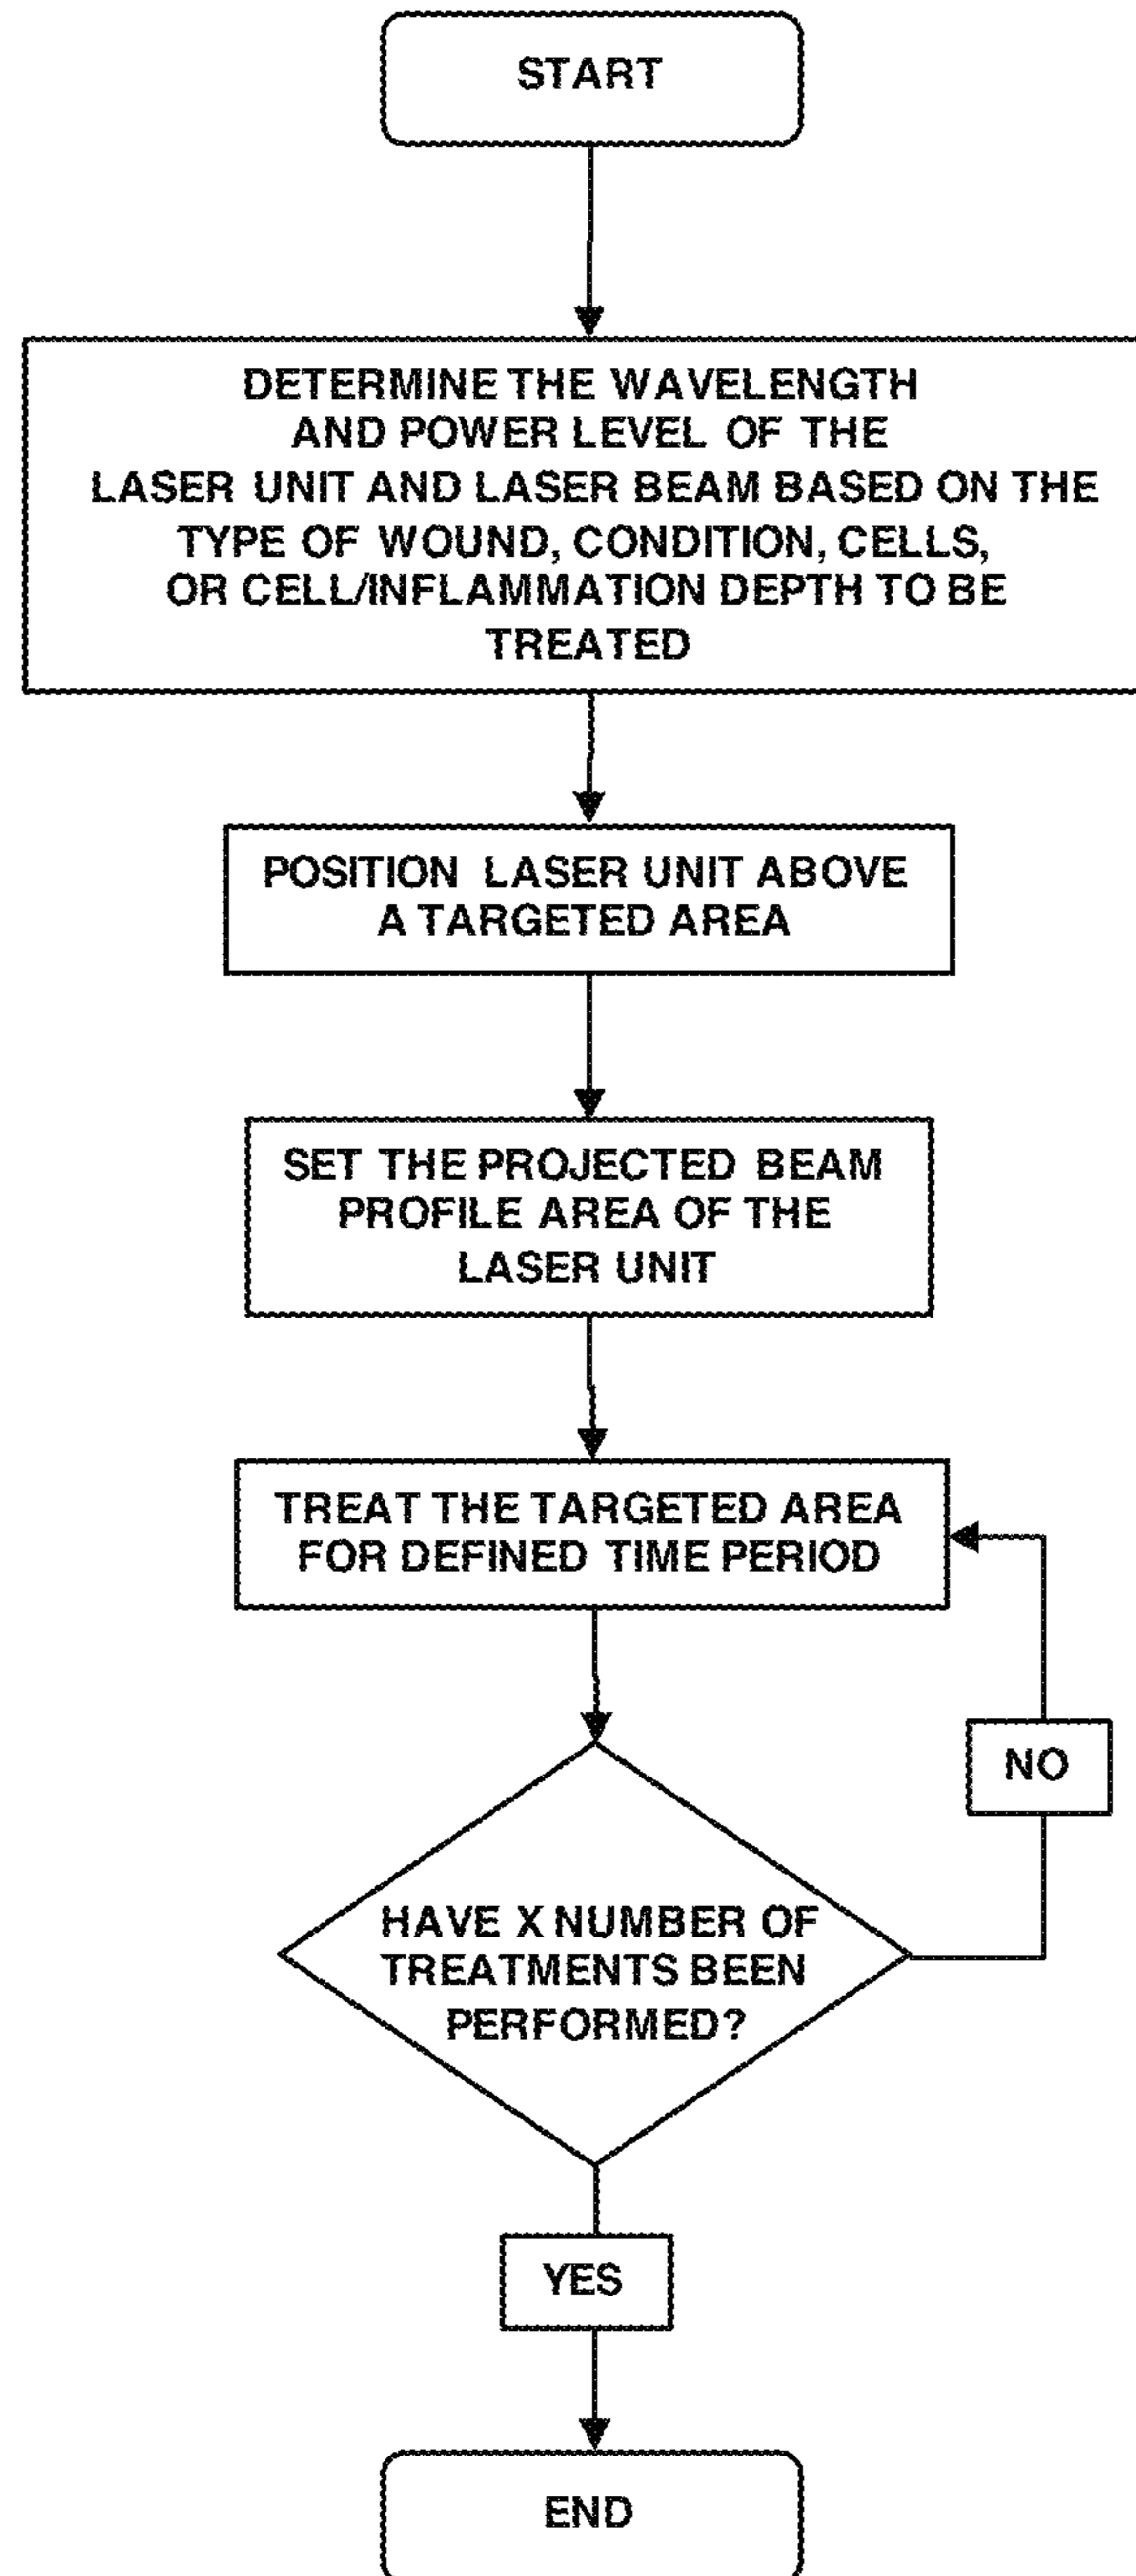 START
DETERMINE THE WAVELENGTH
AND POWER LEVEL OF THE
LASER UNIT AND LASER BEAM BASED ON THE
TYPE OF WOUND, CONDITION, CELLS,
OR CELL/INFLAMMATION DEPTH TO BE
TREATED
POSITION LASER UNIT ABOVE
A TARGETED AREA
SET THE PROJECTED BEAM
PROFILE AREA OF THE
LASER UNIT
TREAT THE TARGETED AREA
FOR DEFINED TIME PERIOD
NO
HAVE X NUMBER OF
TREATMENTS BEEN
PERFORMED?
YES
END